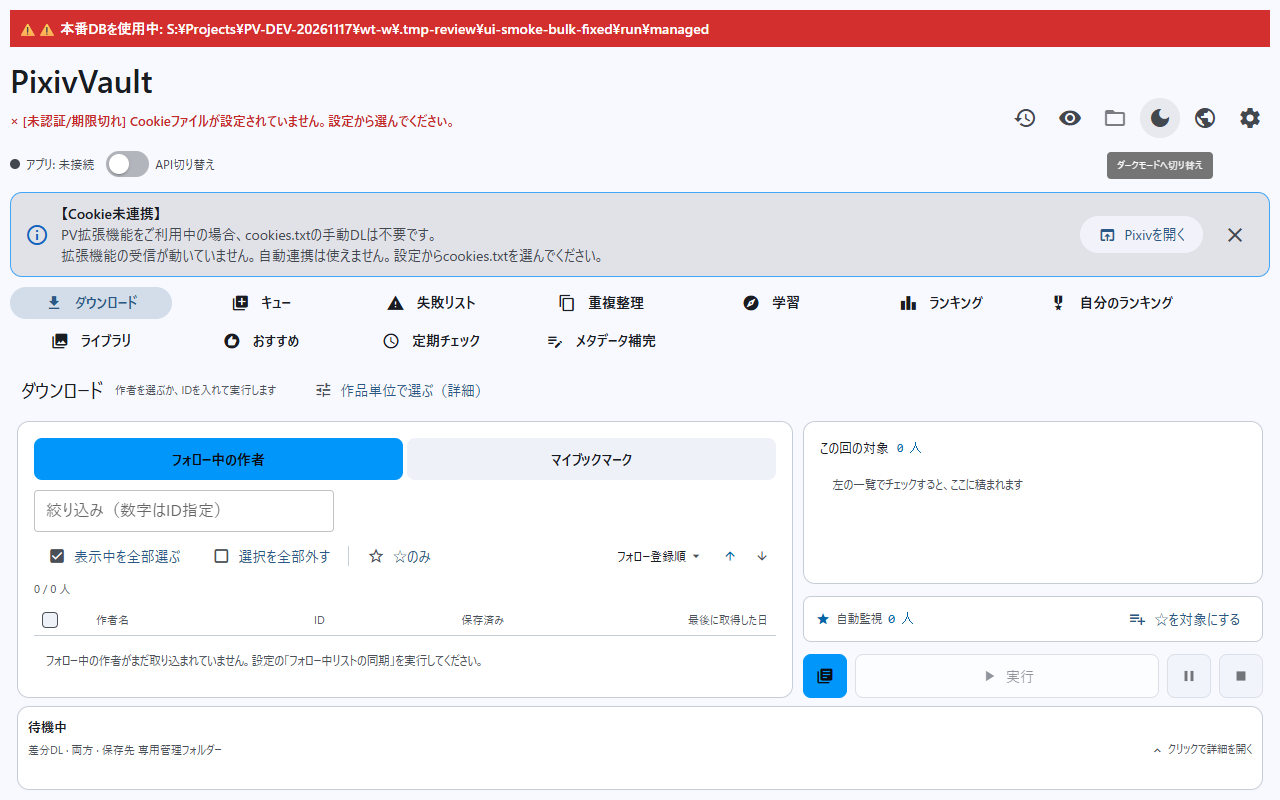 本番DBを使用中: S:¥Projects¥PV-DEV-20261117¥wt-w¥.tmp-review¥ui-smoke-bulk-fixed¥run¥managed
PixivVault
× [未認証/期限切れ] Cookieファイルが設定されていません。設定から選んでください。
アプリ: 未接続 API切り替え
ダークモードへ切り替え
【Cookie未連携】
PV拡張機能をご利用中の場合、cookies.txtの手動DLは不要です。
拡張機能の受信が動いていません。自動連携は使えません。設定からcookies.txtを選んでください。
Pixivを開く
ダウンロード キュー 失敗リスト 重複整理 学習 ランキング 自分のランキング
ライブラリ おすすめ 定期チェック メタデータ補完
ダウンロード 作者を選ぶか、IDを入れて実行します 作品単位で選ぶ（詳細）
フォロー中の作者 マイブックマーク
絞り込み（数字はID指定）
表示中を全部選ぶ 選択を全部外す ☆のみ フォロー登録順
0 / 0 人
作者名 ID 保存済み 最後に取得した日
フォロー中の作者がまだ取り込まれていません。設定の「フォロー中リストの同期」を実行してください。
この回の対象 0 人
左の一覧でチェックすると、ここに積まれます
自動監視 0 人 ☆を対象にする
実行
待機中
差分DL · 両方 · 保存先 専用管理フォルダー
クリックで詳細を開く